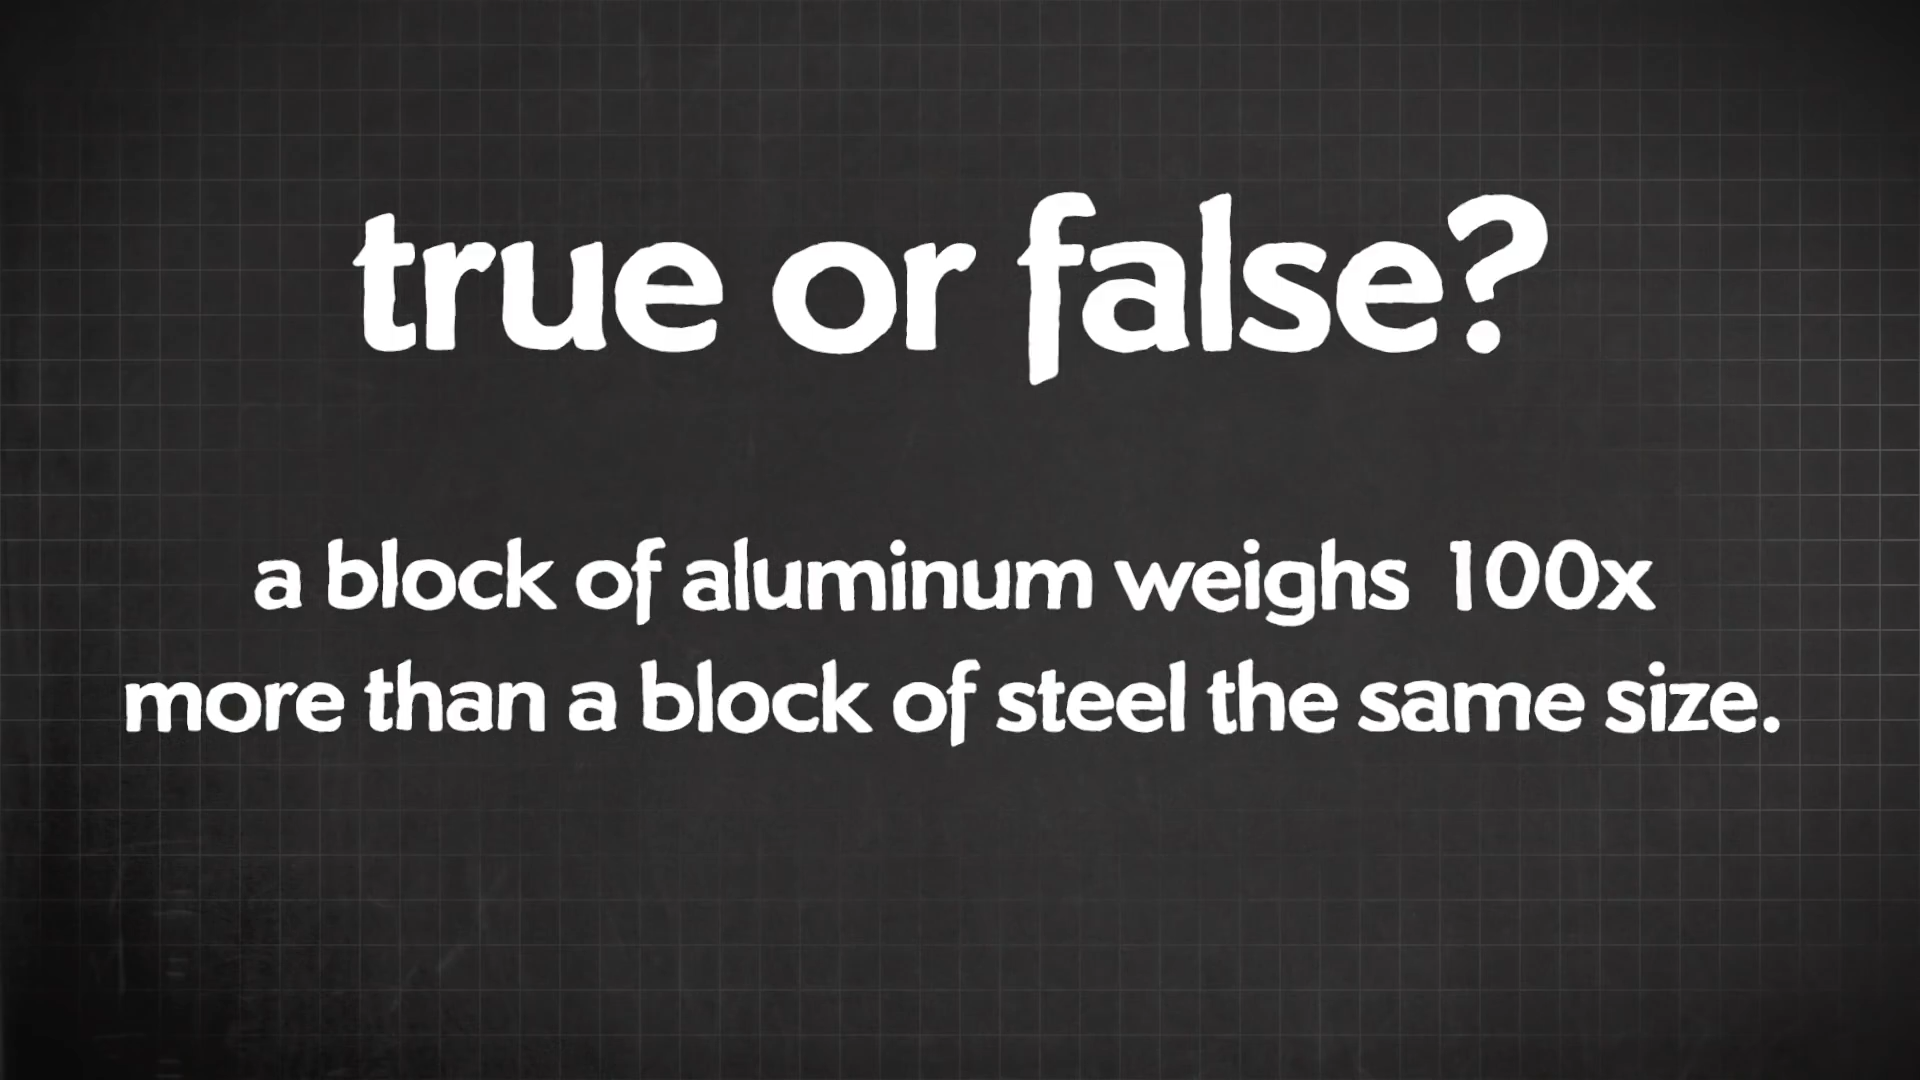 true or false?
a block of aluminum weighs 100x
more than a block of steel the same size.